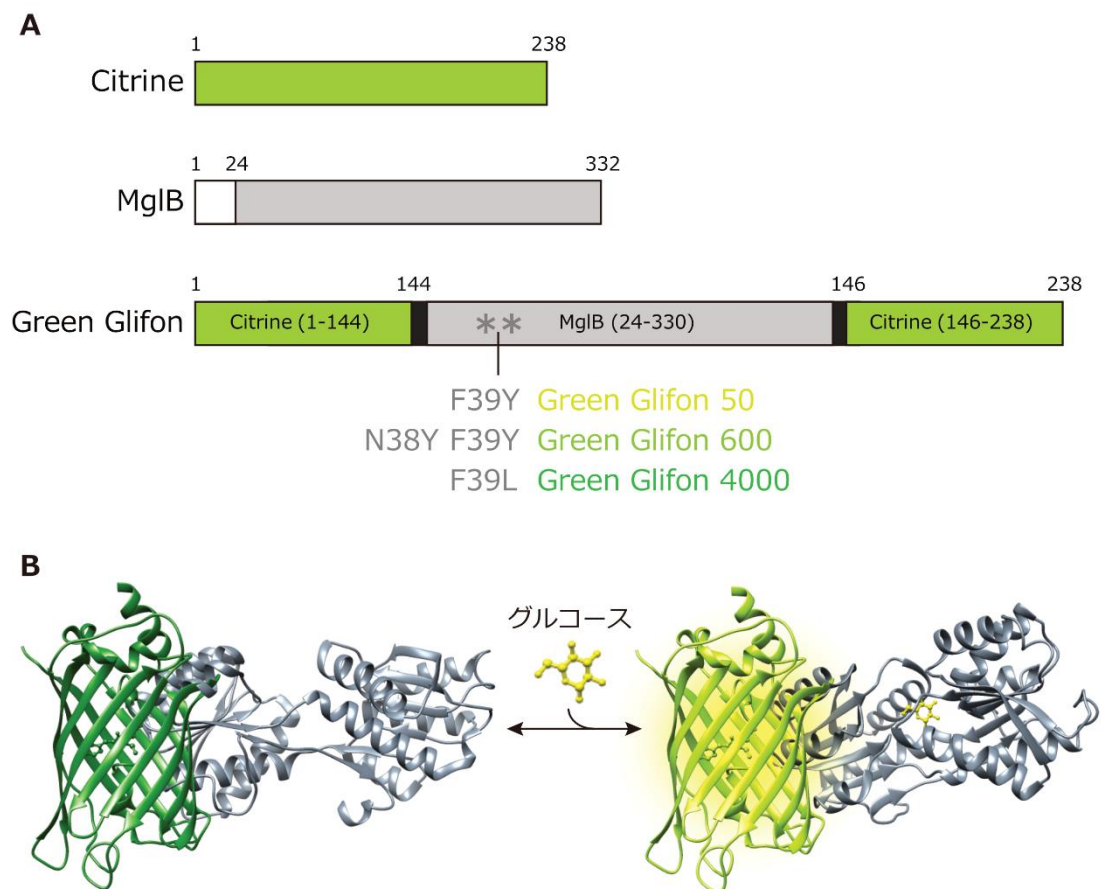 A
1 238
Citrine
1 24 332
MglB
1 144 146 238
Green Glifon Citrine (1-144) ** MglB (24-330) Citrine (146-238)
F39Y Green Glifon 50
N38Y F39Y Green Glifon 600
F39L Green Glifon 4000
B
グルコース